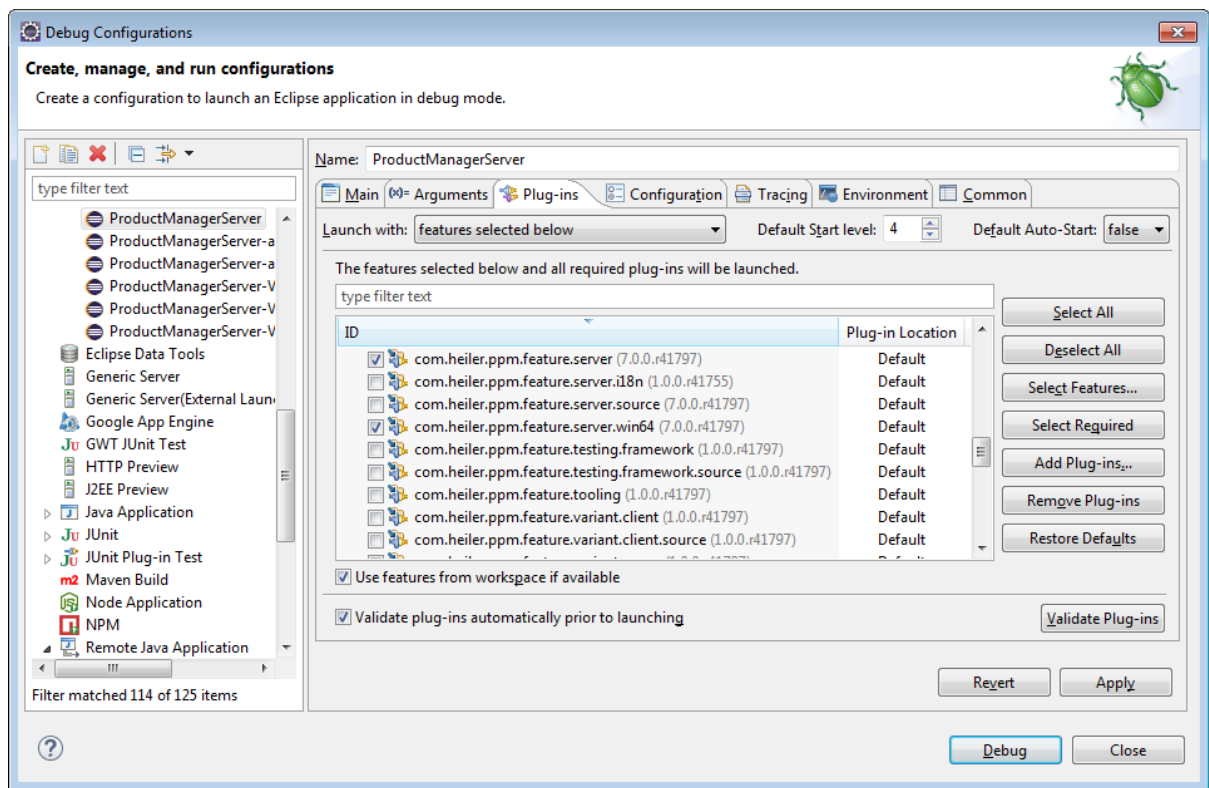 Debug Configurations
Create, manage, and run configurations
Create a configuration to launch an Eclipse application in debug mode.
type filter text
ProductManagerServer
ProductManagerServer-a
ProductManagerServer-a
ProductManagerServer-V
ProductManagerServer-V
ProductManagerServer-V
Eclipse Data Tools
Generic Server
Generic Server(External Laun
Google App Engine
GWT JUnit Test
HTTP Preview
J2EE Preview
Java Application
Ju JUnit
JUnit Plug-in Test
m2 Maven Build
Node Application
NPM
Remote Java Application
Filter matched 114 of 125 items
Name: ProductManagerServer
Main (x)= Arguments Plug-ins Configuration Tracing Environment Common
Launch with: features selected below Default Start level: 4 Default Auto-Start: false
The features selected below and all required plug-ins will be launched.
type filter text
ID Plug-in Location
com.heiler.ppm.feature.server (7.0.0.r41797) Default
com.heiler.ppm.feature.server.i18n (1.0.0.r41755) Default
com.heiler.ppm.feature.server.source (7.0.0.r41797) Default
com.heiler.ppm.feature.server.win64 (7.0.0.r41797) Default
com.heiler.ppm.feature.testing.framework (1.0.0.r41797) Default
com.heiler.ppm.feature.testing.framework.source (1.0.0.r41797) Default
com.heiler.ppm.feature.tooling (1.0.0.r41797) Default
com.heiler.ppm.feature.variant.client (1.0.0.r41797) Default
com.heiler.ppm.feature.variant.client.source (1.0.0.r41797) Default
Select All
Deselect All
Select Features...
Select Required
Add Plug-ins...
Remove Plug-ins
Restore Defaults
Use features from workspace if available
Validate plug-ins automatically prior to launching
Validate Plug-ins
Revert Apply
Debug Close